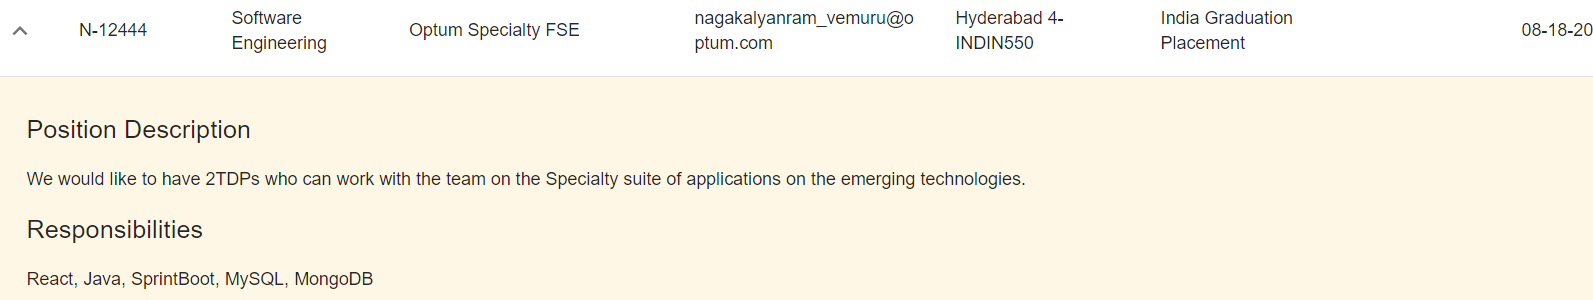 N-12444
Software
Engineering
Optum Specialty FSE
nagakalyanram_vemuru@o
ptum.com
Hyderabad 4-
INDIN550
India Graduation
Placement
08-18-20
Position Description
We would like to have 2TDPs who can work with the team on the Specialty suite of applications on the emerging technologies.
Responsibilities
React, Java, SprintBoot, MySQL, MongoDB